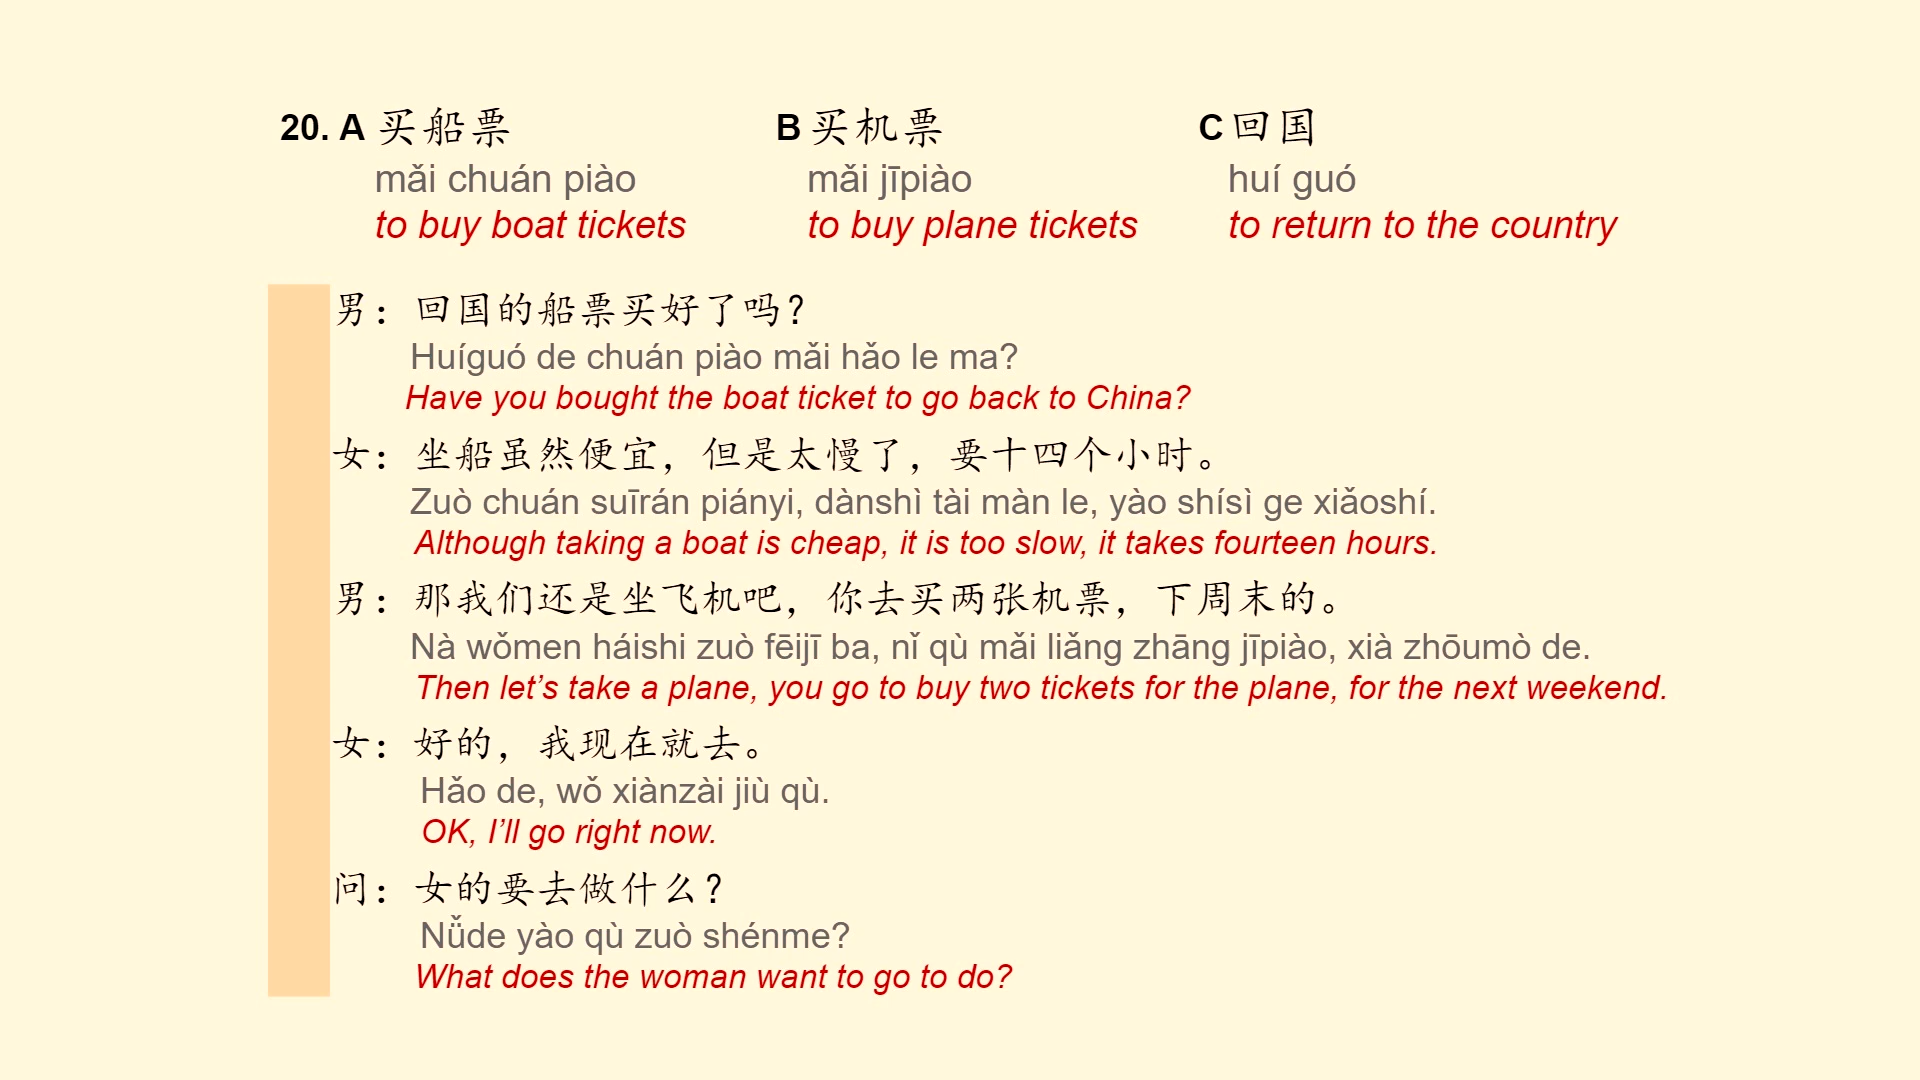 20. A 买船票 B 买机票 C 回国
mǎi chuán piào mǎi jīpiào huí guó
to buy boat tickets to buy plane tickets to return to the country
男：回国的船票买好了吗？
Huíguó de chuán piào mǎi hǎo le ma?
Have you bought the boat ticket to go back to China?
女：坐船虽然便宜，但是太慢了，要十四个小时。
Zuò chuán suīrán piányi, dànshì tài màn le, yào shísì ge xiǎoshí.
Although taking a boat is cheap, it is too slow, it takes fourteen hours.
男：那我们还是坐飞机吧，你去买两张机票，下周末的。
Nà wǒmen háishi zuò fēijī ba, nǐ qù mǎi liǎng zhāng jīpiào, xià zhōumò de.
Then let’s take a plane, you go to buy two tickets for the plane, for the next weekend.
女：好的，我现在就去。
Hǎo de, wǒ xiànzài jiù qù.
OK, I’ll go right now.
问：女的要去做什么？
Nǚde yào qù zuò shénme?
What does the woman want to go to do?